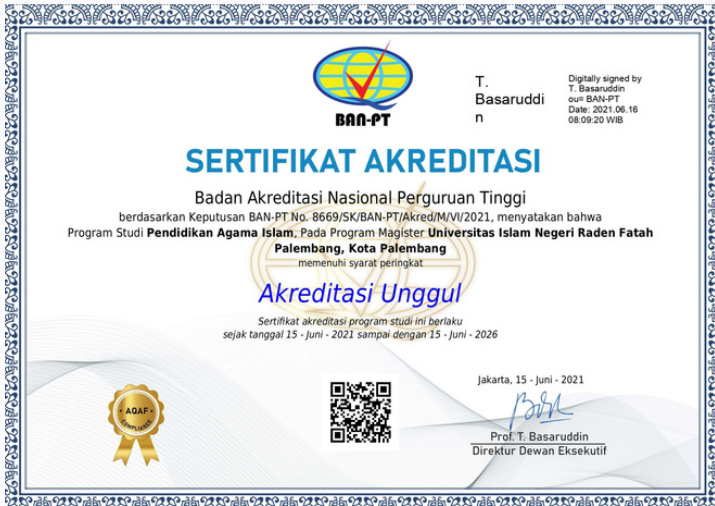 BAN-PT
T.
Basaruddi
n
Digitally signed by
T. Basaruddin
ou= BAN-PT
Date: 2021.06.16
08:09:20 WIB
SERTIFIKAT AKREDITASI
Badan Akreditasi Nasional Perguruan Tinggi
berdasarkan Keputusan BAN-PT No. 8669/SK/BAN-PT/Akred/M/VI/2021, menyatakan bahwa
Program Studi Pendidikan Agama Islam, Pada Program Magister Universitas Islam Negeri Raden Fatah
Palembang, Kota Palembang
memenuhi syarat peringkat
Akreditasi Unggul
Sertifikat akreditasi program studi ini berlaku
sejak tanggal 15 - Juni - 2021 sampai dengan 15 - Juni - 2026
Jakarta, 15 - Juni - 2021
AQAF
COMPLIANCE
Prof. T. Basaruddin
Direktur Dewan Eksekutif